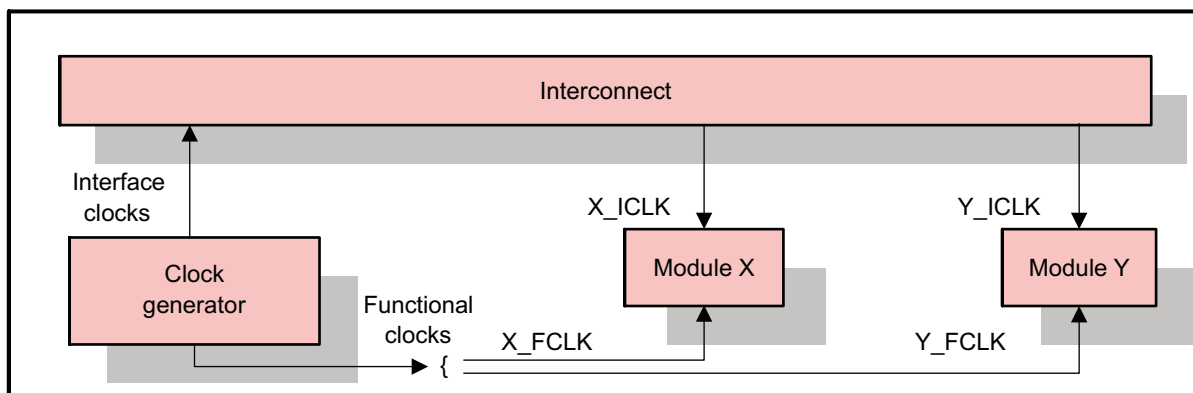 Interconnect
Interface
clocks
X_ICLK
Y_ICLK
Clock
generator
Module X
Module Y
Functional
clocks
{
X_FCLK
Y_FCLK